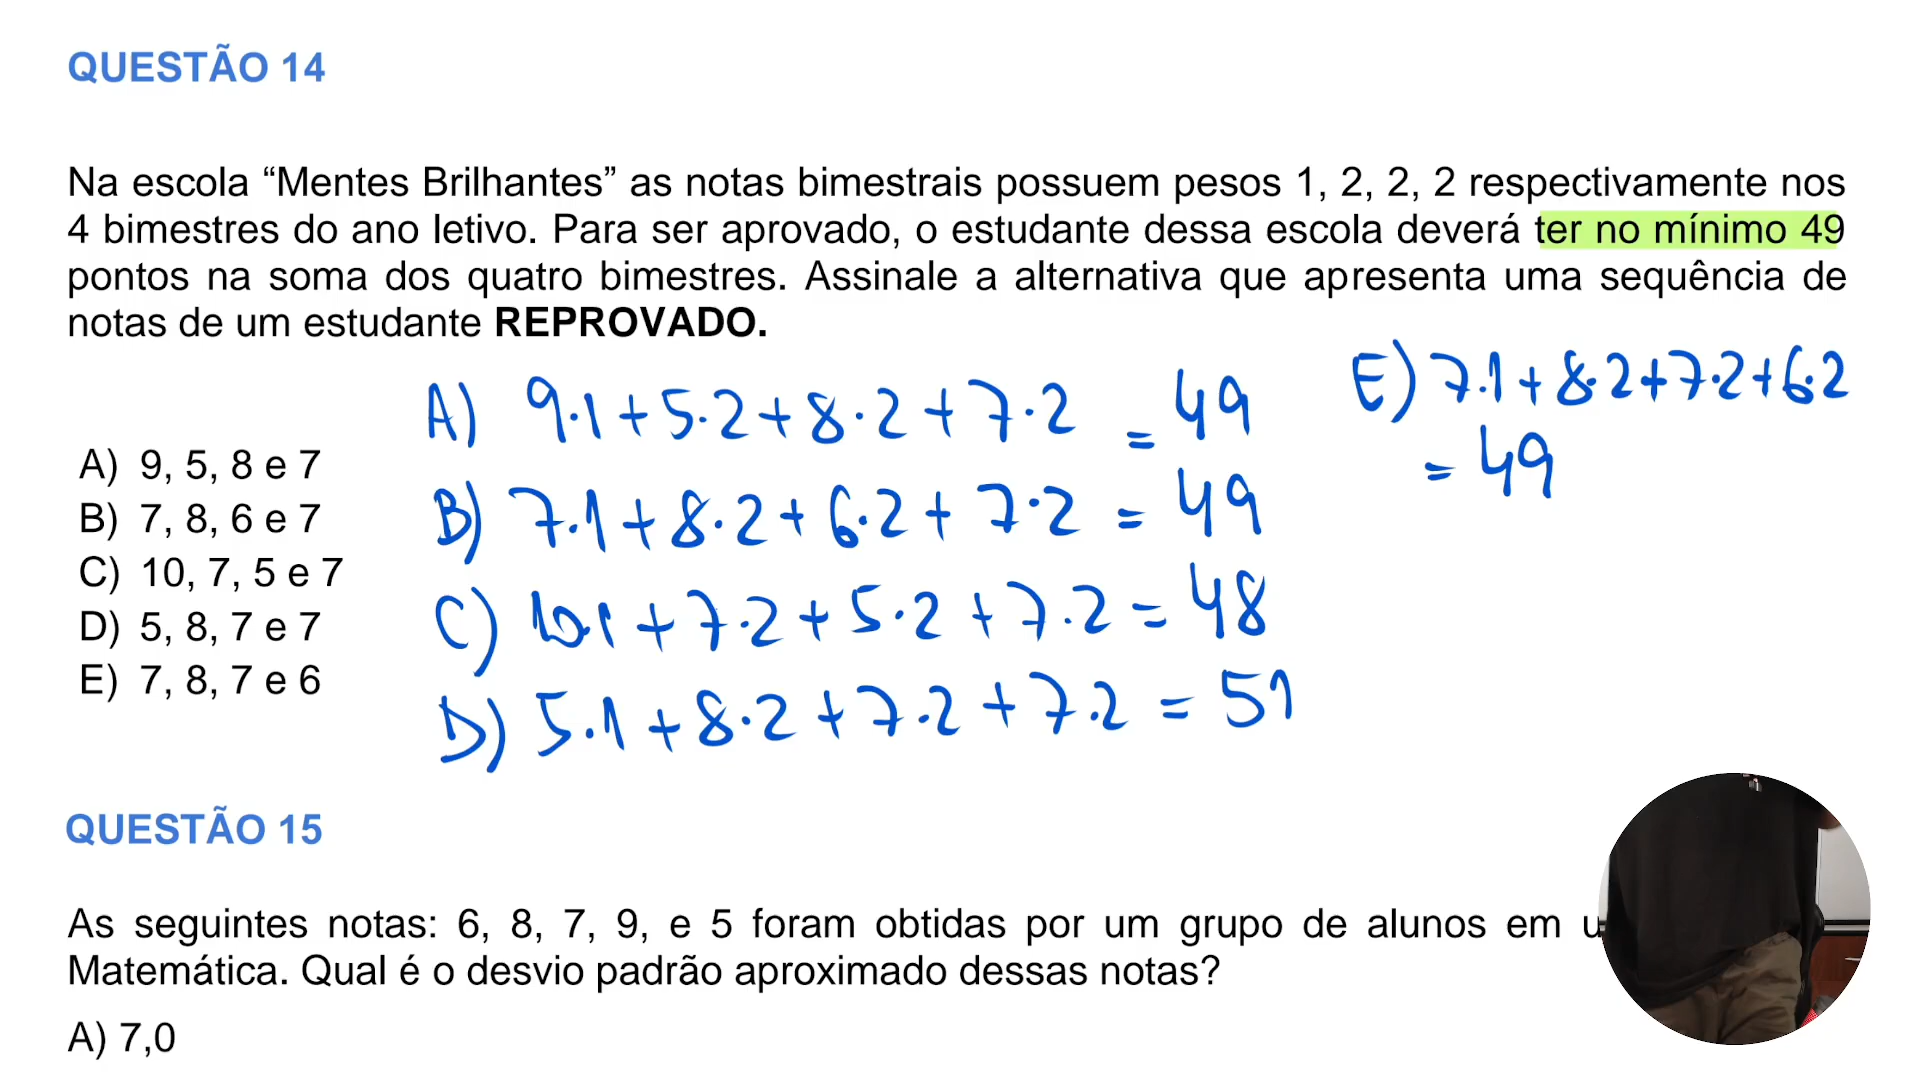 QUESTÃO 14
Na escola “Mentes Brilhantes” as notas bimestrais possuem pesos 1, 2, 2, 2 respectivamente nos
4 bimestres do ano letivo. Para ser aprovado, o estudante dessa escola deverá ter no mínimo 49
pontos na soma dos quatro bimestres. Assinale a alternativa que apresenta uma sequência de
notas de um estudante REPROVADO.
A) 9, 5, 8 e 7
B) 7, 8, 6 e 7
C) 10, 7, 5 e 7
D) 5, 8, 7 e 7
E) 7, 8, 7 e 6
A) 9·1 + 5·2 + 8·2 + 7·2 = 49
B) 7·1 + 8·2 + 6·2 + 7·2 = 49
C) 10·1 + 7·2 + 5·2 + 7·2 = 48
D) 5·1 + 8·2 + 7·2 + 7·2 = 51
E) 7·1 + 8·2 + 7·2 + 6·2
= 49
QUESTÃO 15
As seguintes notas: 6, 8, 7, 9, e 5 foram obtidas por um grupo de alunos em
Matemática. Qual é o desvio padrão aproximado dessas notas?
A) 7,0